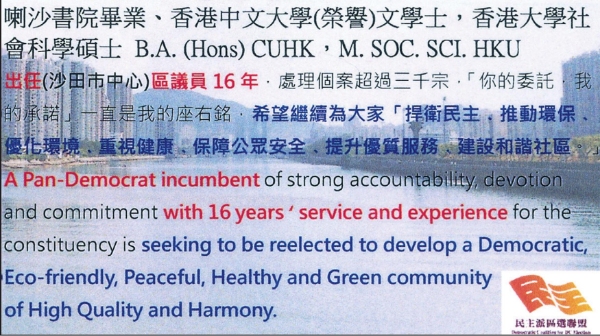 喇沙書院畢業、香港中文大學(榮譽)文學士，香港大學社
會科學碩士 B.A. (Hons) CUHK，M. SOC. SCI. HKU
出任(沙田市中心)區議員 16 年，處理個案超過三千宗，「你的委託，我
的承諾」一直是我的座右銘，希望繼續為大家「捍衛民主、推動環保、
優化環境、重視健康、保障公眾安全、提升優質服務、建設和諧社區。」
A Pan-Democrat incumbent of strong accountability, devotion
and commitment with 16 years ' service and experience for the
constituency is seeking to be reelected to develop a Democratic,
Eco-friendly, Peaceful, Healthy and Green community
of High Quality and Harmony.
民主
民主派區選聯盟
Democratic Coalition for DC Election